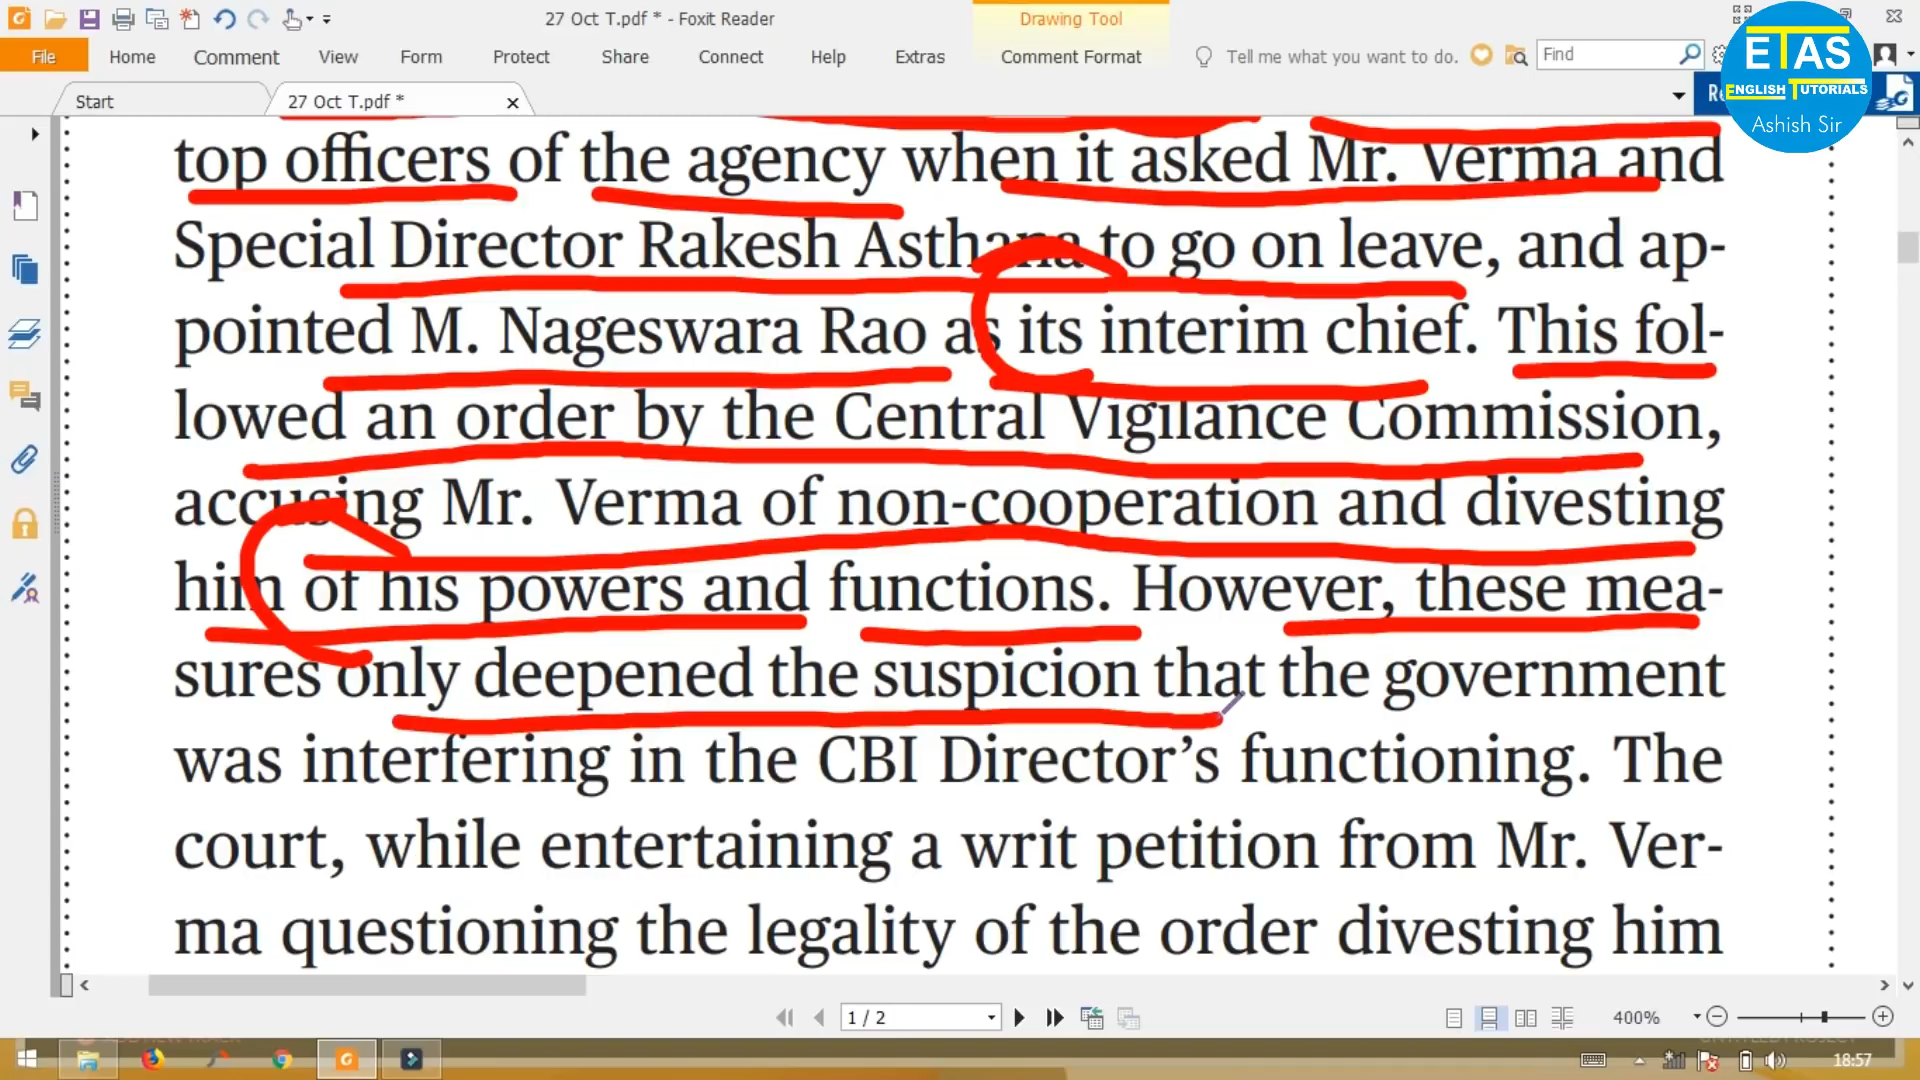 27 Oct T.pdf * - Foxit Reader
Drawing Tool
File
Home
Comment
View
Form
Protect
Share
Connect
Help
Extras
Comment Format
Tell me what you want to do.
Find
ETAS
ENGLISH TUTORIALS
Ashish Sir
Start
27 Oct T.pdf *
top officers of the agency when it asked Mr. Verma and
Special Director Rakesh Asthana to go on leave, and ap-
pointed M. Nageswara Rao as its interim chief. This fol-
lowed an order by the Central Vigilance Commission,
accusing Mr. Verma of non-cooperation and divesting
him of his powers and functions. However, these mea-
sures only deepened the suspicion that the government
was interfering in the CBI Director's functioning. The
court, while entertaining a writ petition from Mr. Ver-
ma questioning the legality of the order divesting him
1 / 2
400%
18:57